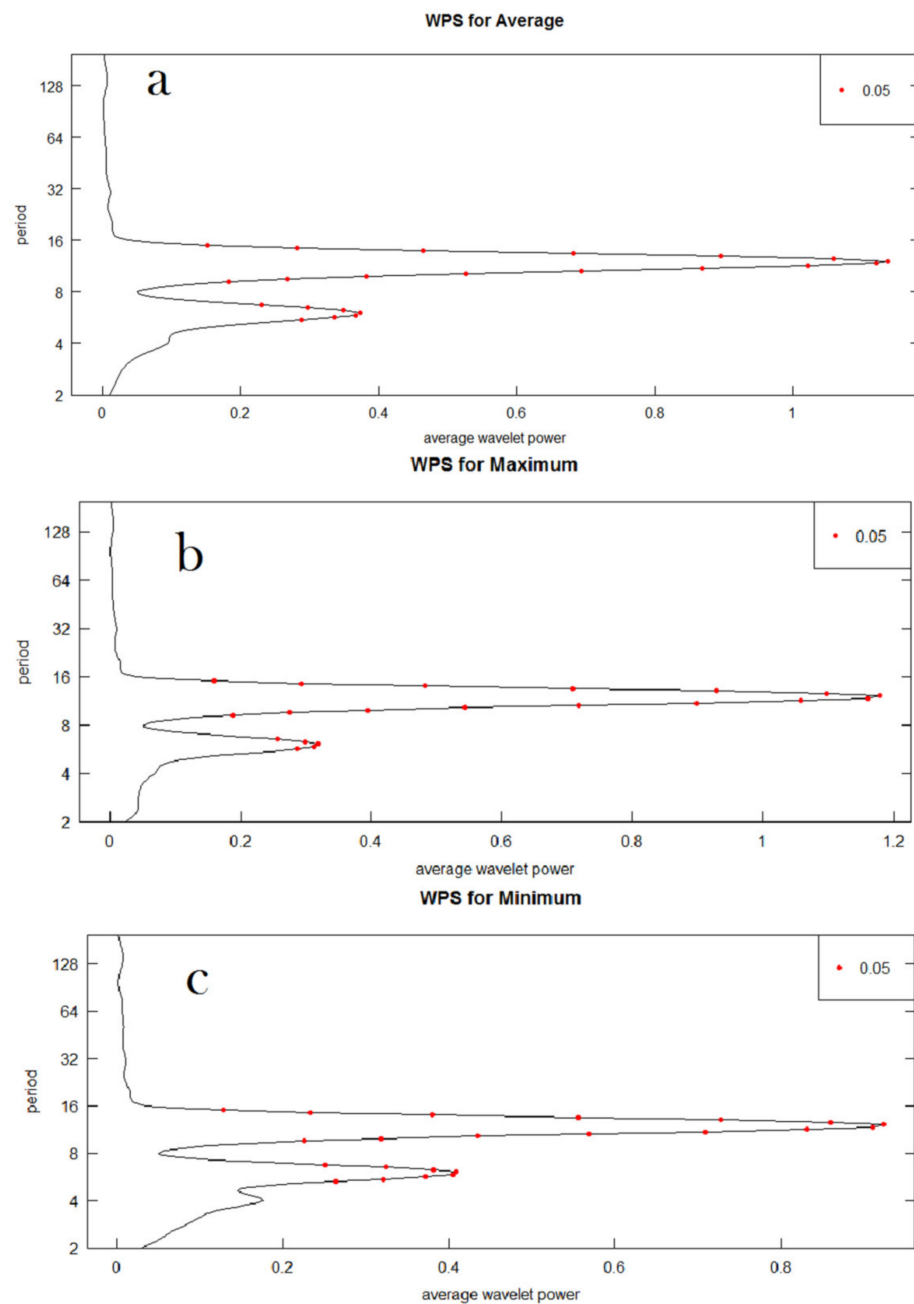 WPS for Average
a
0.05
128
64
32
16
8
4
2
period
0 0.2 0.4 0.6 0.8 1
average wavelet power
WPS for Maximum
b
0.05
128
64
32
16
8
4
2
period
0 0.2 0.4 0.6 0.8 1 1.2
average wavelet power
WPS for Minimum
c
0.05
128
64
32
16
8
4
2
period
0 0.2 0.4 0.6 0.8
average wavelet power